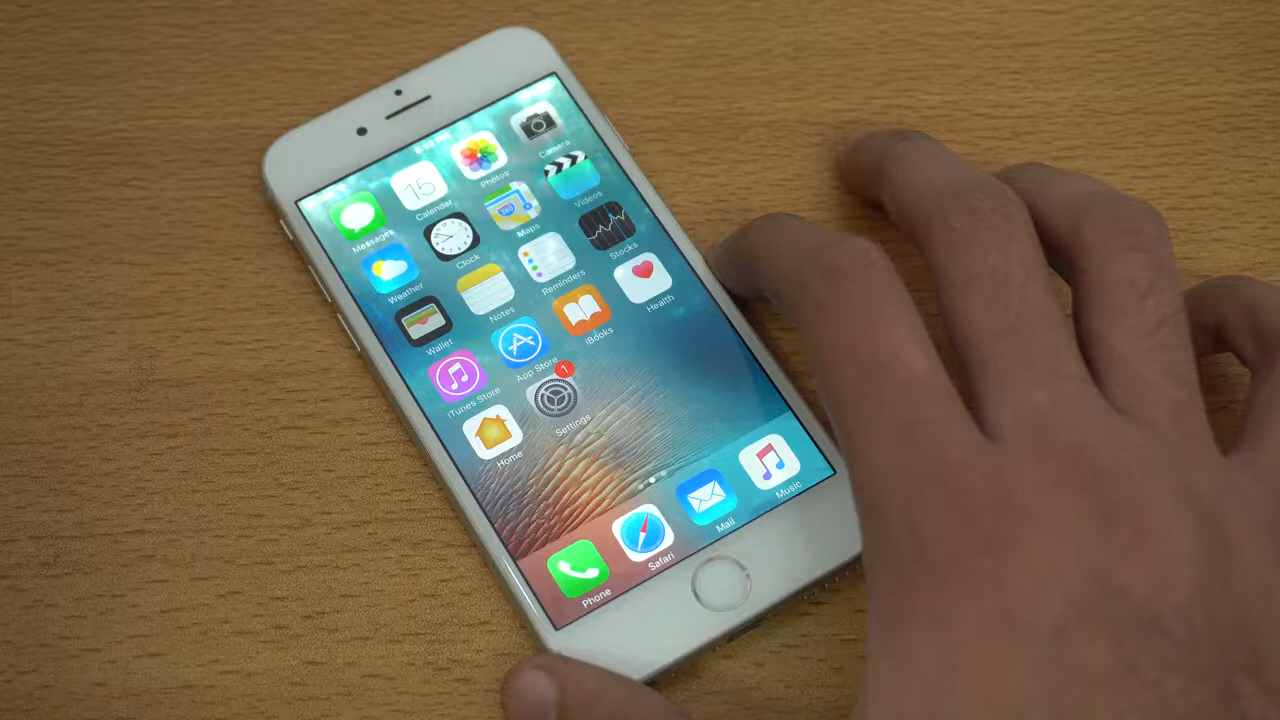 Messages Calendar Photos Camera
15
Weather Clock Maps Videos
280
Wallet Notes Reminders Stocks
iTunes Store App Store iBooks Health
1
Home Settings
Phone Safari Mail Music